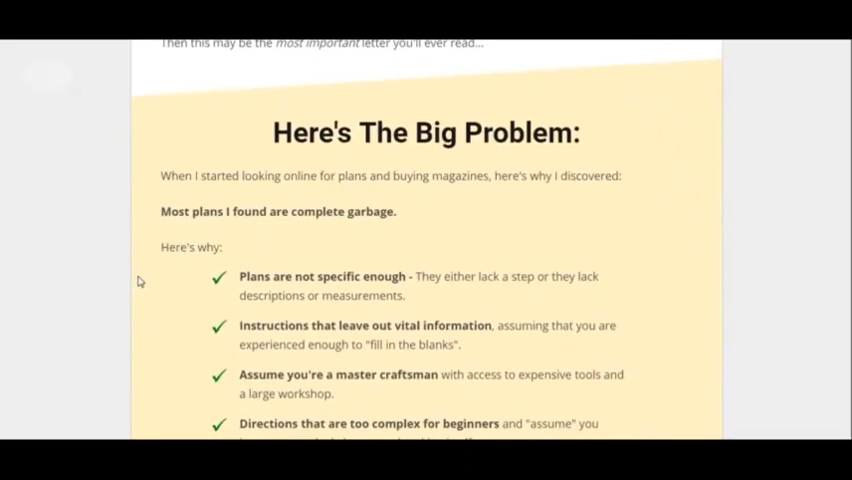 Then this may be the most important letter you'll ever read...
Here's The Big Problem:
When I started looking online for plans and buying magazines, here's why I discovered:
Most plans I found are complete garbage.
Here's why:
Plans are not specific enough - They either lack a step or they lack
descriptions or measurements.
Instructions that leave out vital information, assuming that you are
experienced enough to "fill in the blanks".
Assume you're a master craftsman with access to expensive tools and
a large workshop.
Directions that are too complex for beginners and "assume" you